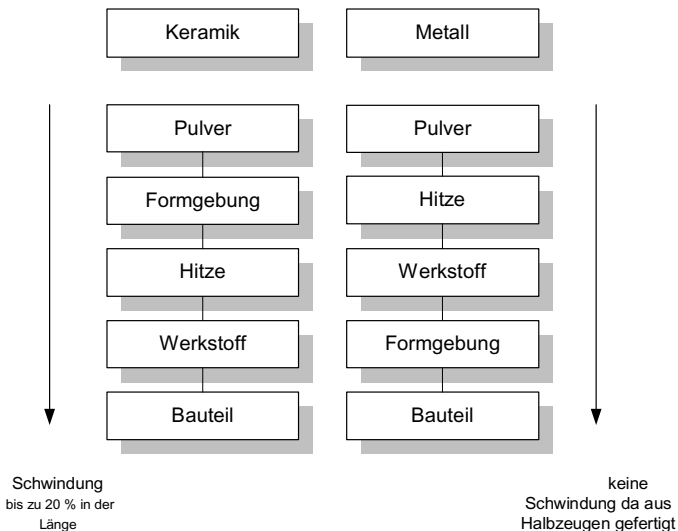 Keramik
Metall
Pulver
Pulver
Formgebung
Hitze
Hitze
Werkstoff
Werkstoff
Formgebung
Bauteil
Bauteil
Schwindung
bis zu 20 % in der
Länge
keine
Schwindung da aus
Halbzeugen gefertigt